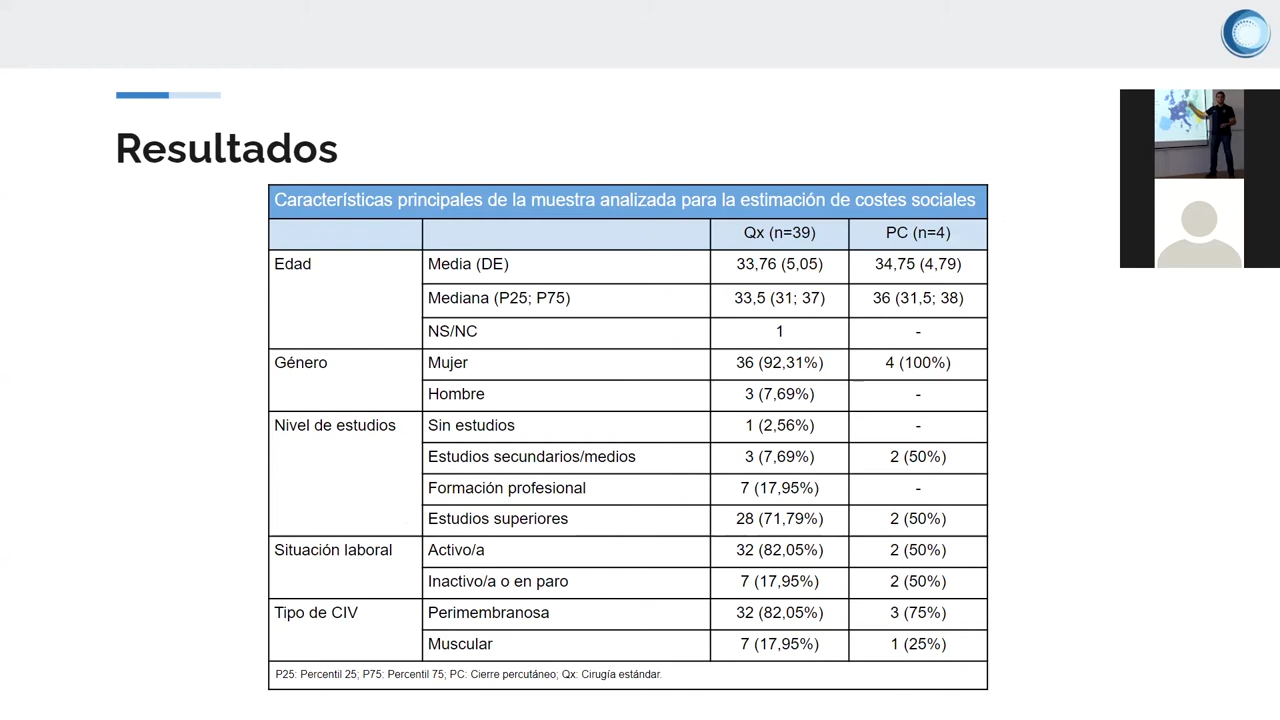 Resultados
Características principales de la muestra analizada para la estimación de costes sociales
Qx (n=39) PC (n=4)
Edad Media (DE) 33,76 (5,05) 34,75 (4,79)
Mediana (P25; P75) 33,5 (31; 37) 36 (31,5; 38)
NS/NC 1 -
Género Mujer 36 (92,31%) 4 (100%)
Hombre 3 (7,69%) -
Nivel de estudios Sin estudios 1 (2,56%) -
Estudios secundarios/medios 3 (7,69%) 2 (50%)
Formación profesional 7 (17,95%) -
Estudios superiores 28 (71,79%) 2 (50%)
Situación laboral Activo/a 32 (82,05%) 2 (50%)
Inactivo/a o en paro 7 (17,95%) 2 (50%)
Tipo de CIV Perimembranosa 32 (82,05%) 3 (75%)
Muscular 7 (17,95%) 1 (25%)
P25: Percentil 25; P75: Percentil 75; PC: Cierre percutáneo; Qx: Cirugía estándar.